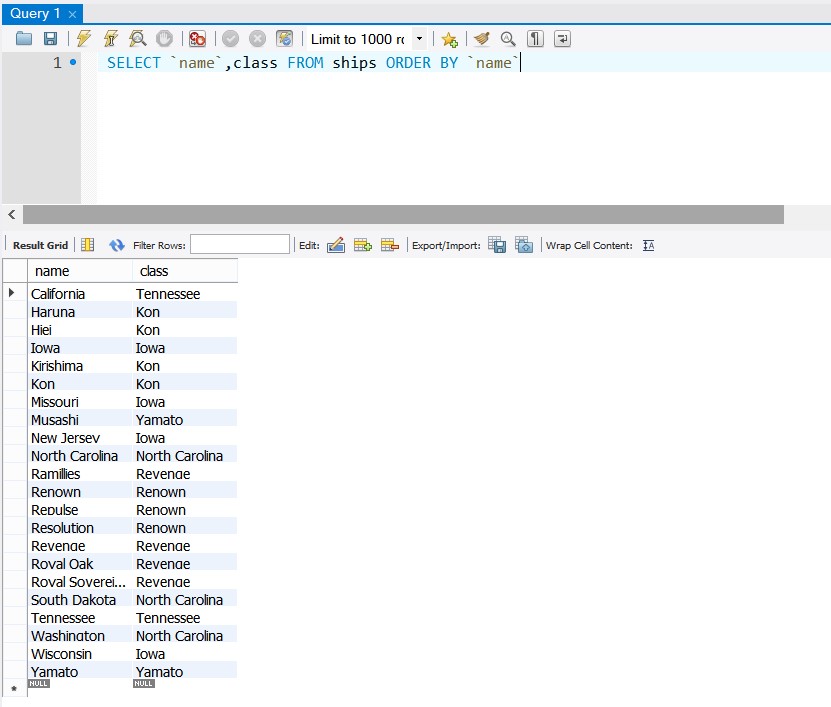 Query 1
Limit to 1000 rc
1 SELECT `name`,class FROM ships ORDER BY `name`
Result Grid Filter Rows: Edit: Export/Import: Wrap Cell Content: IA
name class
California Tennessee
Haruna Kon
Hiei Kon
Iowa Iowa
Kirishima Kon
Kon Kon
Missouri Iowa
Musashi Yamato
New Jersey Iowa
North Carolina North Carolina
Ramillies Revenge
Renown Renown
Repulse Renown
Resolution Renown
Revenge Revenge
Royal Oak Revenge
Royal Soverei... Revenge
South Dakota North Carolina
Tennessee Tennessee
Washington North Carolina
Wisconsin Iowa
Yamato Yamato
NULL NULL